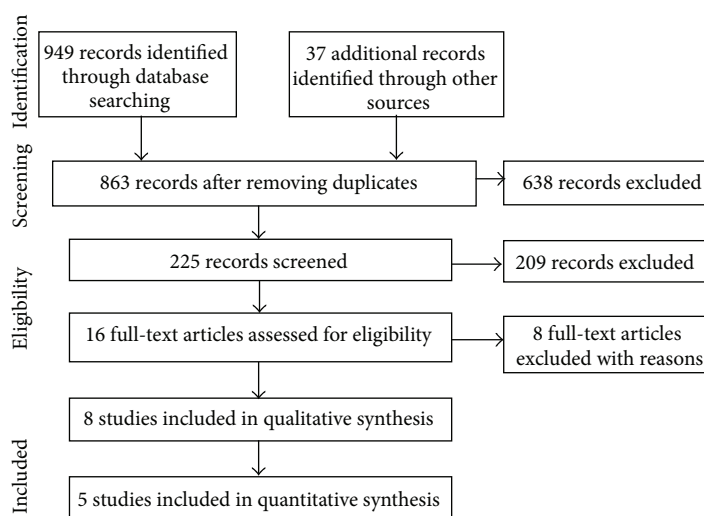 Identification
949 records identified
through database
searching
37 additional records
identified through other
sources
Screening
863 records after removing duplicates
638 records excluded
Eligibility
225 records screened
209 records excluded
16 full-text articles assessed for eligibility
8 full-text articles
excluded with reasons
Included
8 studies included in qualitative synthesis
5 studies included in quantitative synthesis